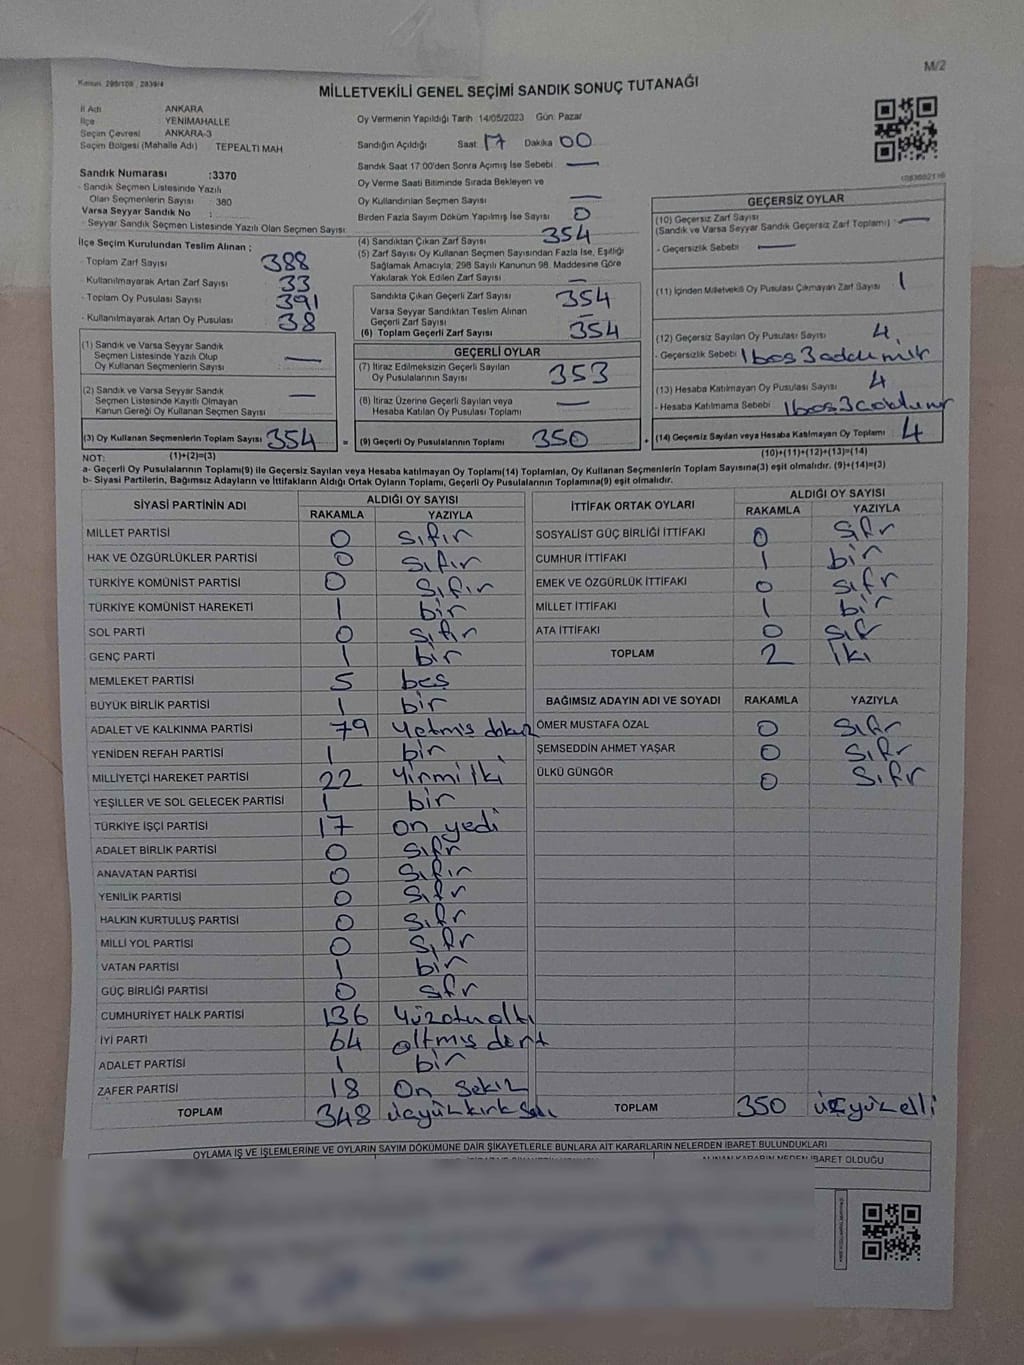 Kanun: 298/105 , 2839/4
M/2
MİLLETVEKİLİ GENEL SEÇİMİ SANDIK SONUÇ TUTANAĞI
İl Adı ANKARA
İlçe YENİMAHALLE
Seçim Çevresi ANKARA-3
Seçim Bölgesi (Mahalle Adı) TEPEALTI MAH
Sandık Numarası :3370
- Sandık Seçmen Listesinde Yazılı
Olan Seçmenlerin Sayısı : 380
Varsa Seyyar Sandık No :
- Seyyar Sandık Seçmen Listesinde Yazılı Olan Seçmen Sayısı:
İlçe Seçim Kurulundan Teslim Alınan ;
- Toplam Zarf Sayısı 388
- Kullanılmayarak Artan Zarf Sayısı 33
- Toplam Oy Pusulası Sayısı 391
- Kullanılmayarak Artan Oy Pusulası 38
Oy Vermenin Yapıldığı Tarih :14/05/2023 Gün: Pazar
Sandığın Açıldığı Saat 17 Dakika 00
Sandık Saat 17:00'den Sonra Açımış İse Sebebi —
Oy Verme Saati Bitiminde Sırada Bekleyen ve
Oy Kullandırılan Seçmen Sayısı —
Birden Fazla Sayım Döküm Yapılmış İse Sayısı 0
(4) Sandıktan Çıkan Zarf Sayısı 354
(5) Zarf Sayısı Oy Kullanan Seçmen Sayısından Fazla İse, Eşitliği
Sağlamak Amacıyla, 298 Sayılı Kanunun 98. Maddesine Göre
Yakılarak Yok Edilen Zarf Sayısı —
Sandıkta Çıkan Geçerli Zarf Sayısı 354
Varsa Seyyar Sandıktan Teslim Alınan
Geçerli Zarf Sayısı
(6) Toplam Geçerli Zarf Sayısı 354
GEÇERSİZ OYLAR
(10) Geçersiz Zarf Sayısı
(Sandık ve Varsa Seyyar Sandık Geçersiz Zarf Toplamı) —
- Geçersizlik Sebebi —
(11) İçinden Milletvekili Oy Pusulası Çıkmayan Zarf Sayısı 1
(12) Geçersiz Sayılan Oy Pusulası Sayısı 4
- Geçersizlik Sebebi 1 boş 3
(13) Hesaba Katılmayan Oy Pusulası Sayısı 4
- Hesaba Katılmama Sebebi 1 boş 3
(14) Geçersiz Sayılan veya Hesaba Katılmayan Oy Toplamı 4
(10)+(11)+(12)+(13)=(14)
(1) Sandık ve Varsa Seyyar Sandık
Seçmen Listesinde Yazılı Olup
Oy Kullanan Seçmenlerin Sayısı —
(2) Sandık ve Varsa Seyyar Sandık
Seçmen Listesinde Kayıtlı Olmayan
Kanun Gereği Oy Kullanan Seçmen Sayısı —
(3) Oy Kullanan Seçmenlerin Toplam Sayısı 354
(1)+(2)=(3)
GEÇERLİ OYLAR
(7) İtiraz Edilmeksizin Geçerli Sayılan
Oy Pusulalarının Sayısı 353
(8) İtiraz Üzerine Geçerli Sayılan veya
Hesaba Katılan Oy Pusulası Toplamı —
= (9) Geçerli Oy Pusulalarının Toplamı 350
NOT:
a- Geçerli Oy Pusulalarının Toplamı(9) ile Geçersiz Sayılan veya Hesaba katılmayan Oy Toplamı(14) Toplamları, Oy Kullanan Seçmenlerin Toplam Sayısına(3) eşit olmalıdır. (9)+(14)=(3)
b- Siyasi Partilerin, Bağımsız Adayların ve İttifakların Aldığı Ortak Oyların Toplamı, Geçerli Oy Pusulalarının Toplamına(9) eşit olmalıdır.
SİYASİ PARTİNİN ADI ALDIĞI OY SAYISI
RAKAMLA YAZIYLA
MİLLET PARTİSİ 0 sıfır
HAK VE ÖZGÜRLÜKLER PARTİSİ 0 sıfır
TÜRKİYE KOMÜNİST PARTİSİ 0 sıfır
TÜRKİYE KOMÜNİST HAREKETİ 1 bir
SOL PARTİ 0 sıfır
GENÇ PARTİ 1 bir
MEMLEKET PARTİSİ 5 beş
BÜYÜK BİRLİK PARTİSİ 1 bir
ADALET VE KALKINMA PARTİSİ 79 yetmiş dokuz
YENİDEN REFAH PARTİSİ 1 bir
MİLLİYETÇİ HAREKET PARTİSİ 22 yirmi iki
YEŞİLLER VE SOL GELECEK PARTİSİ 1 bir
TÜRKİYE İŞÇİ PARTİSİ 17 on yedi
ADALET BİRLİK PARTİSİ 0 sıfır
ANAVATAN PARTİSİ 0 sıfır
YENİLİK PARTİSİ 0 sıfır
HALKIN KURTULUŞ PARTİSİ 0 sıfır
MİLLİ YOL PARTİSİ 0 sıfır
VATAN PARTİSİ 1 bir
GÜÇ BİRLİĞİ PARTİSİ 0 sıfır
CUMHURİYET HALK PARTİSİ 136 yüzotuzaltı
İYİ PARTİ 64 altmış dört
ADALET PARTİSİ 1 bir
ZAFER PARTİSİ 18 on sekiz
TOPLAM 348 üçyüzkırk sekiz
İTTİFAK ORTAK OYLARI ALDIĞI OY SAYISI
RAKAMLA YAZIYLA
SOSYALİST GÜÇ BİRLİĞİ İTTİFAKI 0 sıfır
CUMHUR İTTİFAKI 1 bir
EMEK VE ÖZGÜRLÜK İTTİFAKI 0 sıfır
MİLLET İTTİFAKI 1 bir
ATA İTTİFAKI 0 sıfır
TOPLAM 2 iki
BAĞIMSIZ ADAYIN ADI VE SOYADI RAKAMLA YAZIYLA
ÖMER MUSTAFA ÖZAL 0 sıfır
ŞEMSEDDİN AHMET YAŞAR 0 sıfır
ÜLKÜ GÜNGÖR 0 sıfır
TOPLAM 350 üçyüzelli
OYLAMA İŞ VE İŞLEMLERİNE VE OYLARIN SAYIM DÖKÜMÜNE DAİR ŞİKAYETLERLE BUNLARA AİT KARARLARIN NELERDEN İBARET BULUNDUKLARI
ALINAN KARARIN NEDEN İBARET OLDUĞU